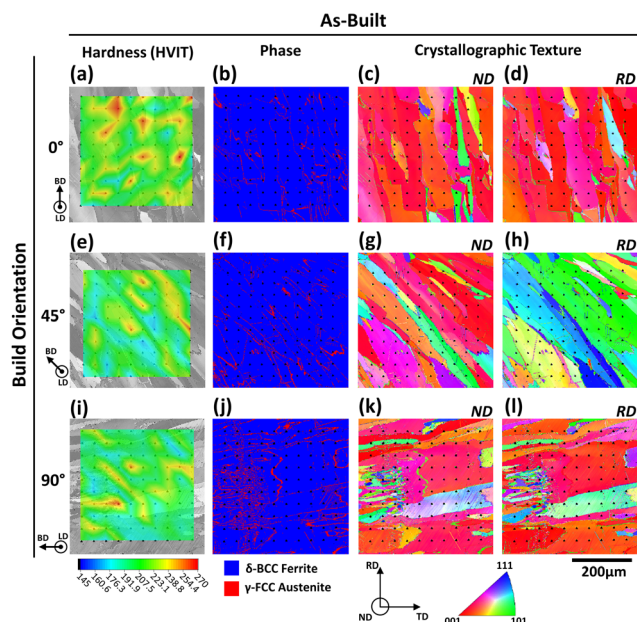 As-Built
Hardness (HVIT)
Phase
Crystallographic Texture
(a)
(b)
(c)
ND
(d)
RD
0°
BD
LD
(e)
(f)
(g)
ND
(h)
RD
Build Orientation
45°
BD
LD
(i)
(j)
(k)
ND
(l)
RD
90°
BD
LD
145
160.6
176.3
191.9
207.5
223.1
238.8
254.4
270
δ-BCC Ferrite
γ-FCC Austenite
RD
ND
TD
111
001
101
200μm